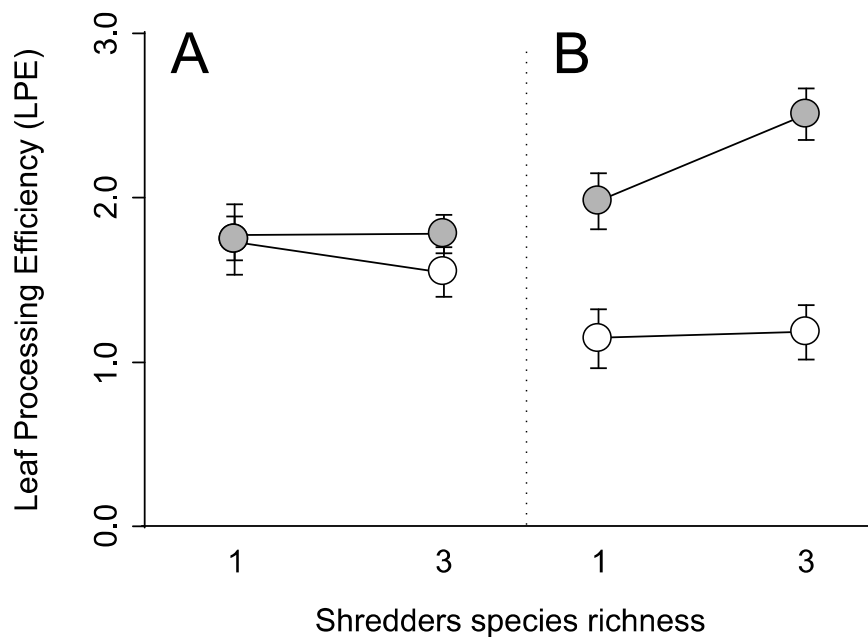 Leaf Processing Efficiency (LPE)
3.0
2.0
1.0
0.0
A
B
1
3
1
3
Shredders species richness